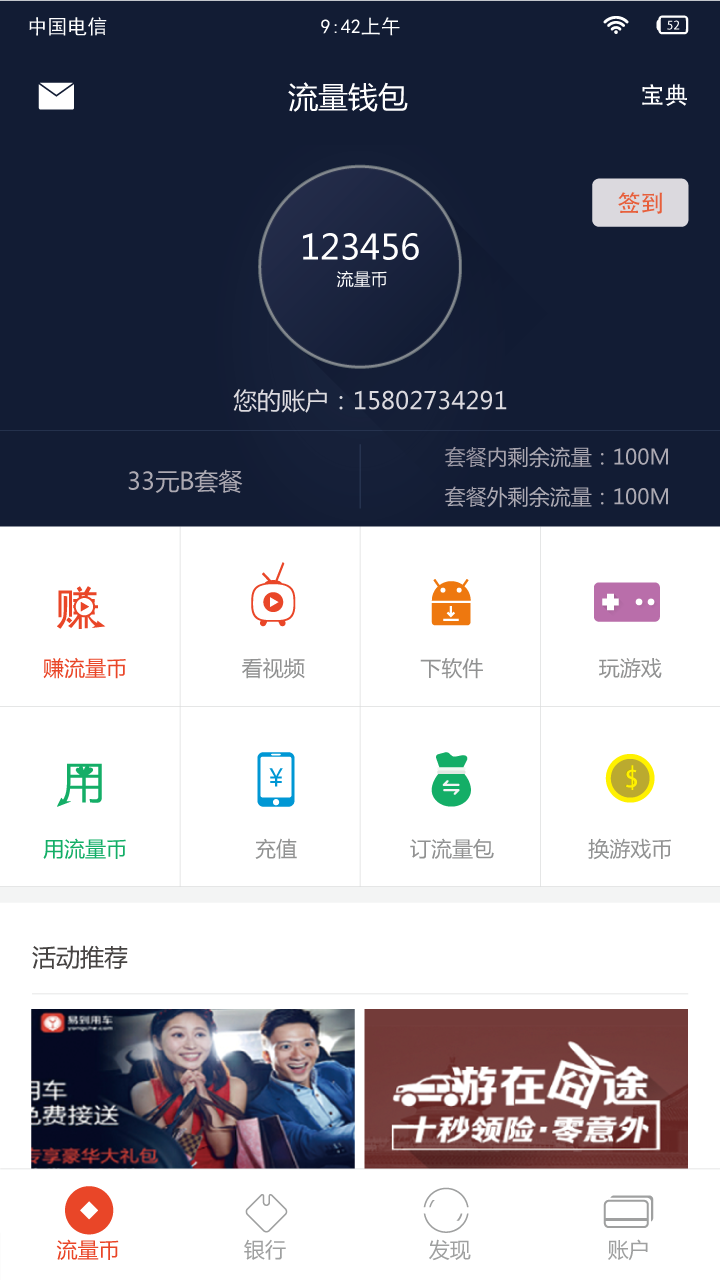 中国电信 9:42上午 52
流量钱包 宝典
签到
123456
流量币
您的账户：15802734291
33元B套餐
套餐内剩余流量：100M
套餐外剩余流量：100M
赚
赚流量币 看视频 下软件 玩游戏
用 ¥ $
用流量币 充值 订流量包 换游戏币
活动推荐
易到用车
yongche.com
用车
免费接送
专享豪华大礼包
游在囧途
十秒领险·零意外
流量币 银行 发现 账户